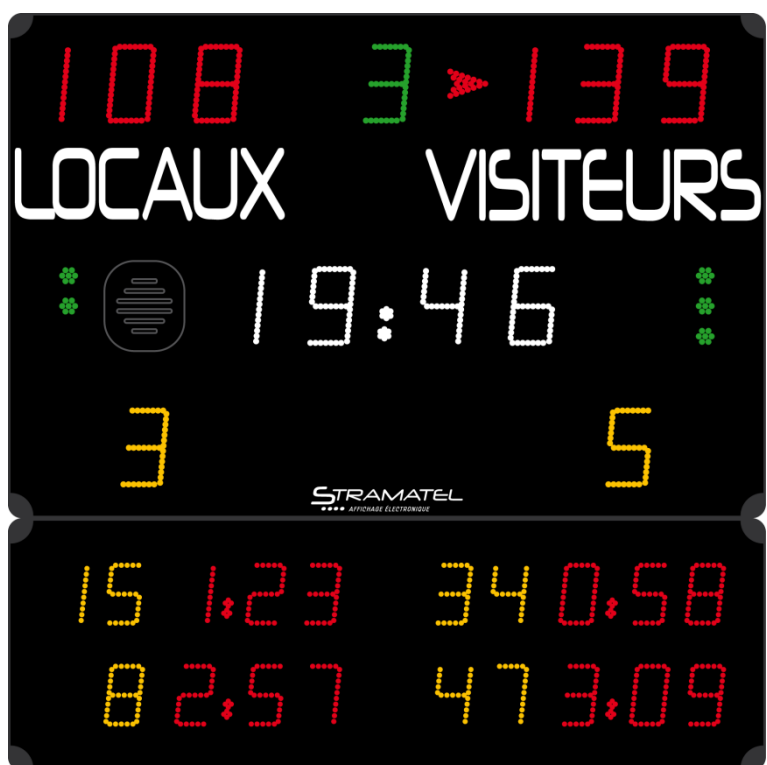 108 3 139
LOCAUX VISITEURS
19:46
3 5
STRAMATEL
AFFICHAGE ÉLECTRONIQUE
15 1:23 34 0:58
8 2:57 47 3:09